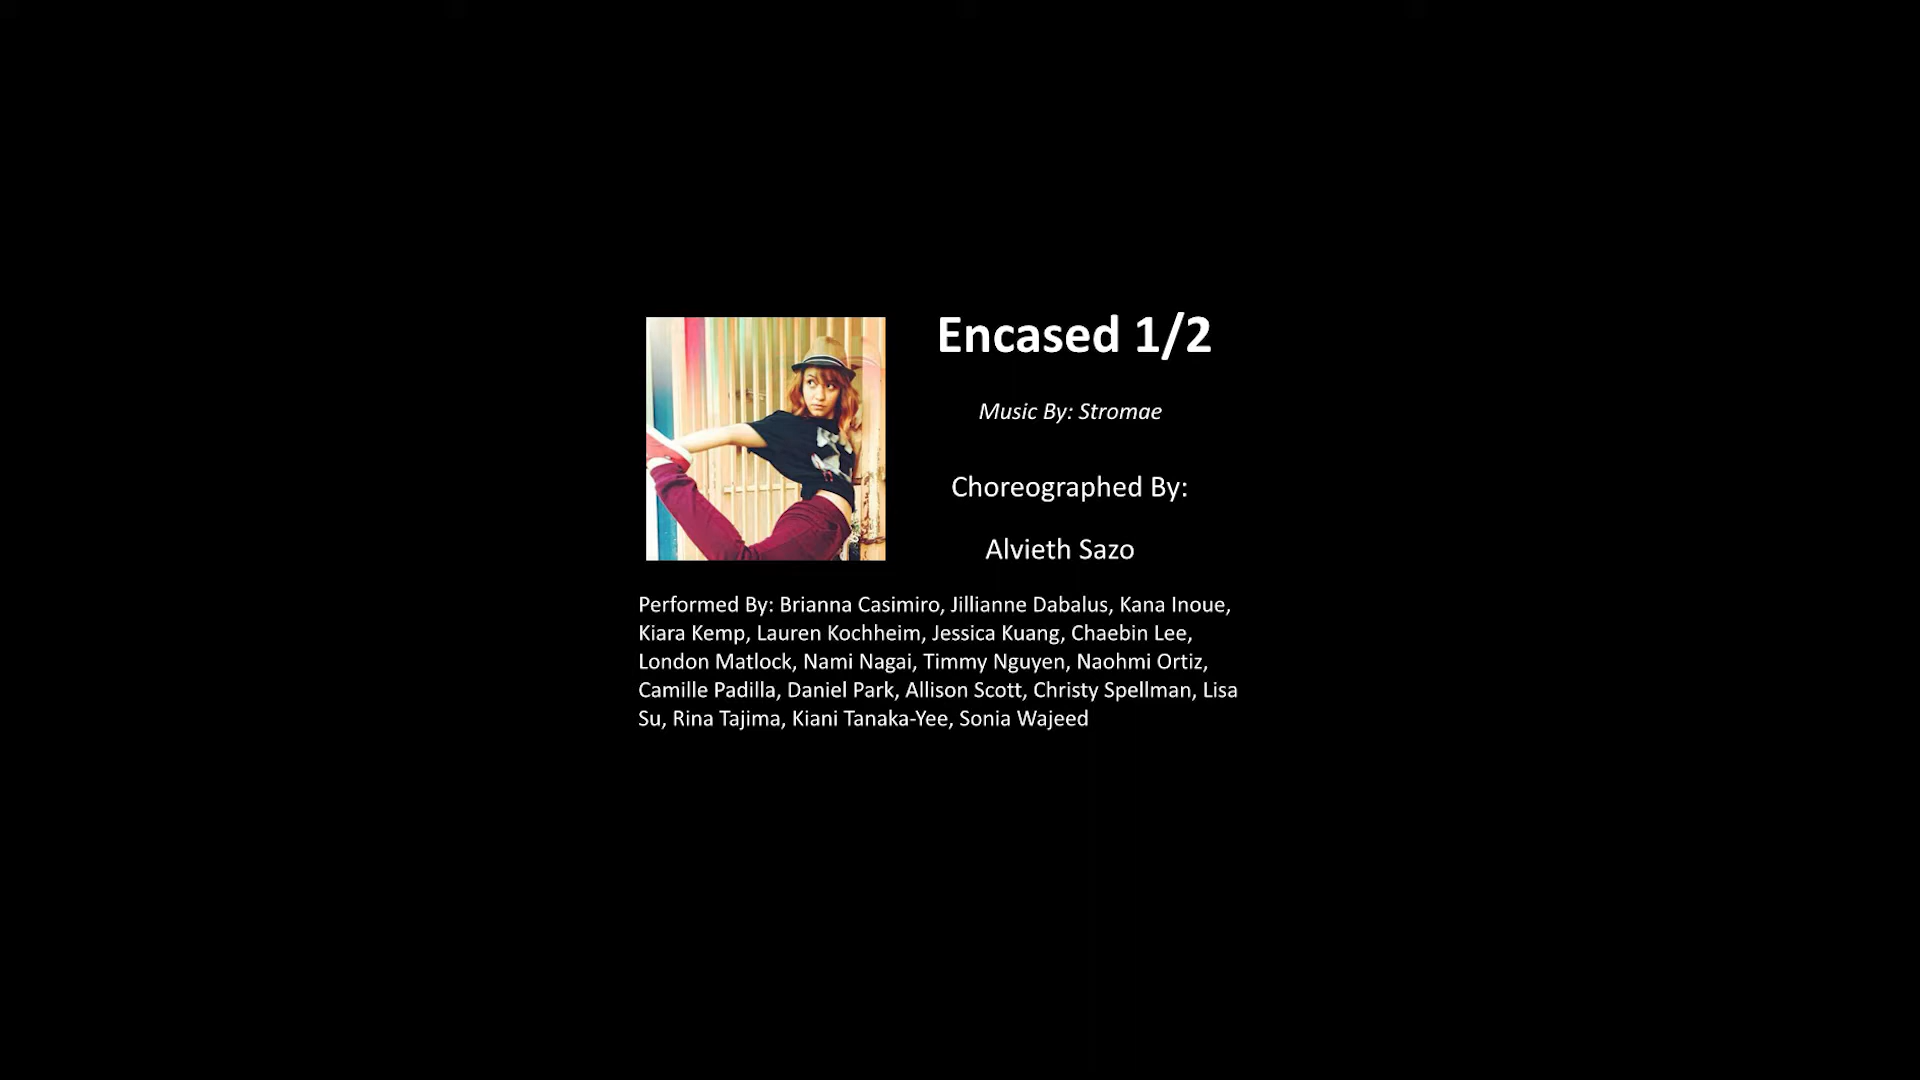 Encased 1/2
Music By: Stromae
Choreographed By:
Alvieth Sazo
Performed By: Brianna Casimiro, Jillianne Dabalus, Kana Inoue,
Kiara Kemp, Lauren Kochheim, Jessica Kuang, Chaebin Lee,
London Matlock, Nami Nagai, Timmy Nguyen, Naohmi Ortiz,
Camille Padilla, Daniel Park, Allison Scott, Christy Spellman, Lisa
Su, Rina Tajima, Kiani Tanaka-Yee, Sonia Wajeed